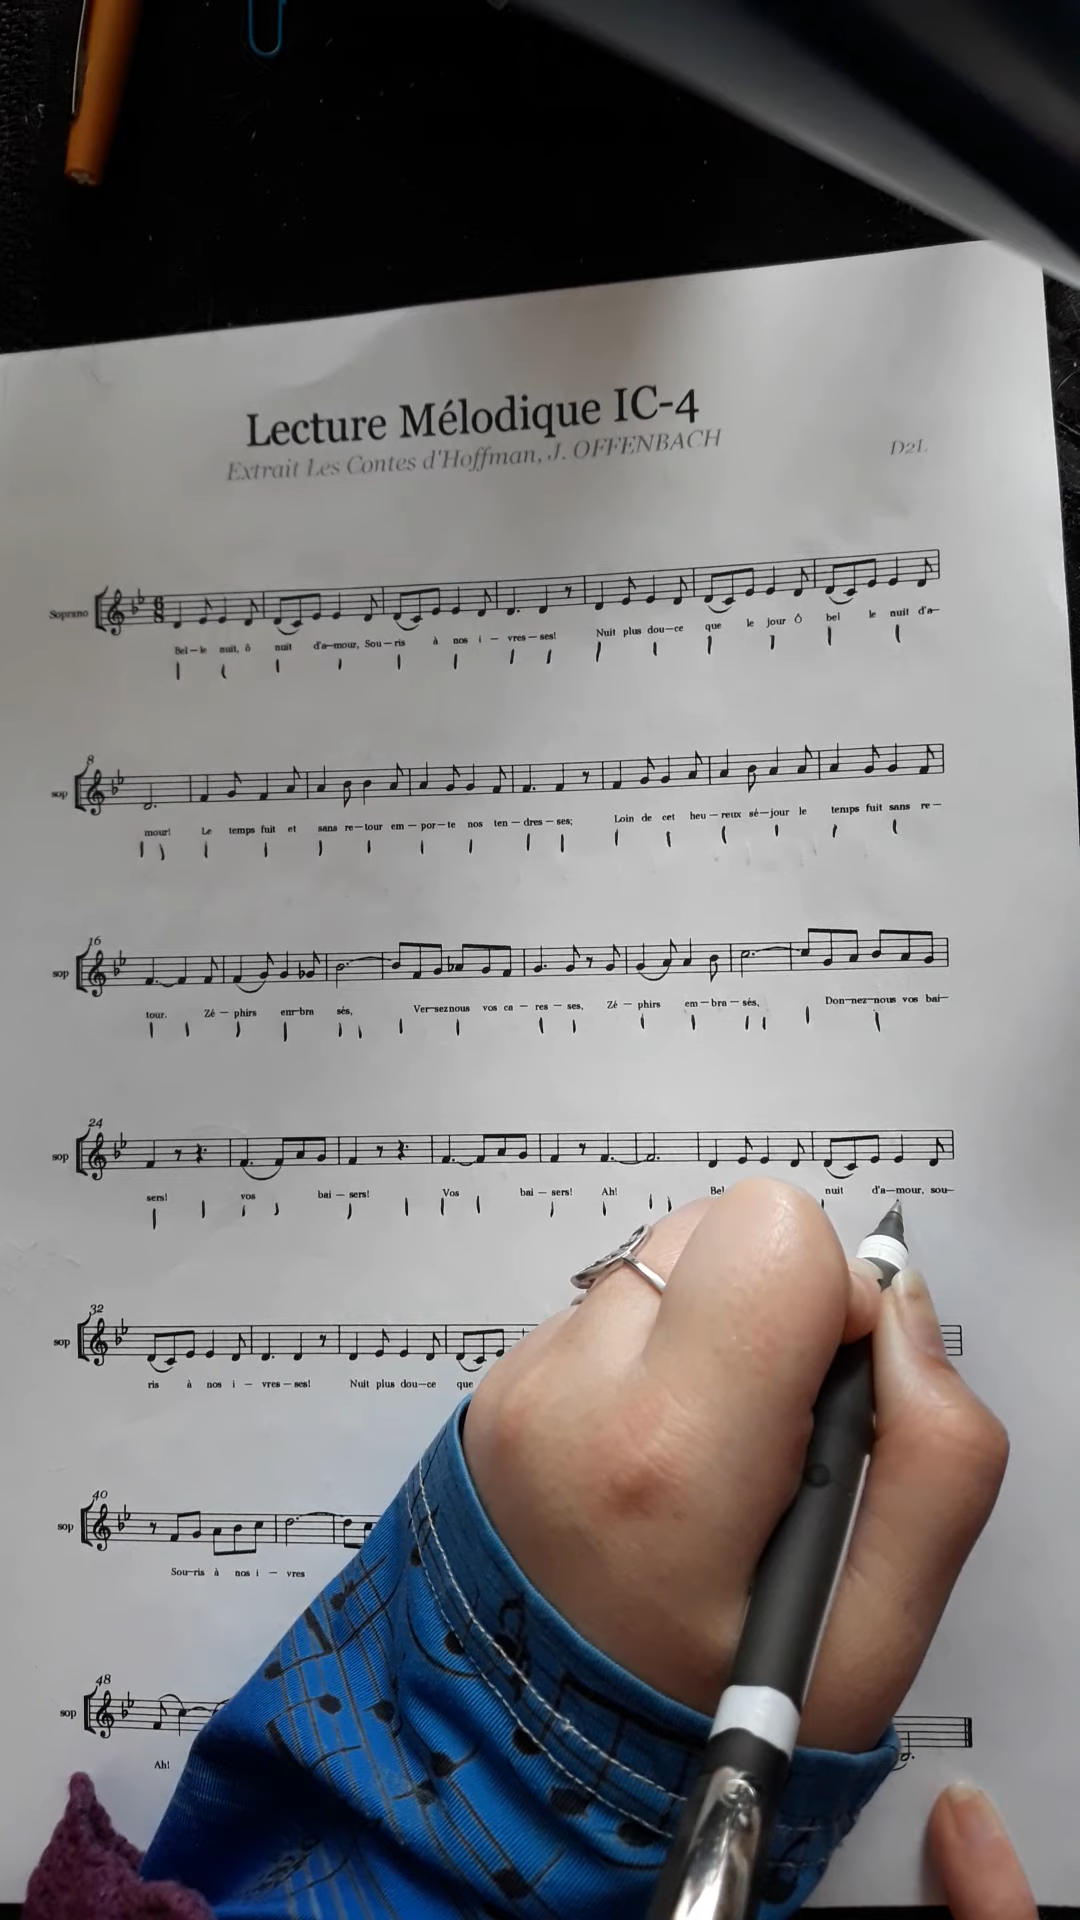 Lecture Mélodique IC-4
Extrait Les Contes d'Hoffman, J. OFFENBACH
D2L
Soprano
6
8
Bel-le nuit, ô nuit d'a-mour, Sou-ris à nos i-vres-ses! Nuit plus dou-ce que le jour Ô bel le nuit d'a-
8
sop
mour! Le temps fuit et sans re-tour em-por-te nos ten-dres-ses; Loin de cet heu-reux sé-jour le temps fuit sans re-
16
sop
tour. Zé-phirs em-bra sés, Ver-seznous vos ca-res-ses, Zé-phirs em-bra-sés, Don-nez-nous vos bai-
24
sop
sers! vos bai-sers! Vos bai-sers! Ah! Bel nuit d'a-mour, sou-
32
sop
ris à nos i-vres-ses! Nuit plus dou-ce que
40
sop
Sou-ris à nos i-vres
48
sop
Ah!